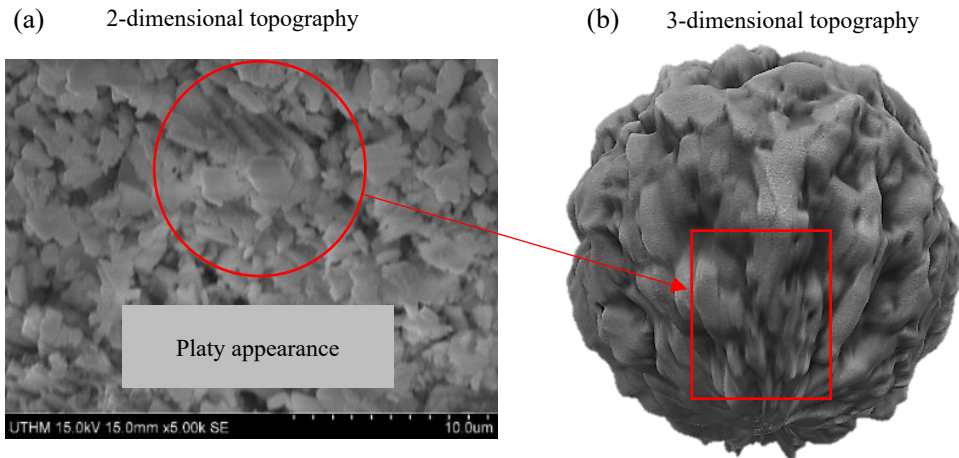 (a)
2-dimensional topography
(b)
3-dimensional topography
Platy appearance
UTHM 15.0kV 15.0mm x5.00k SE
10.0um